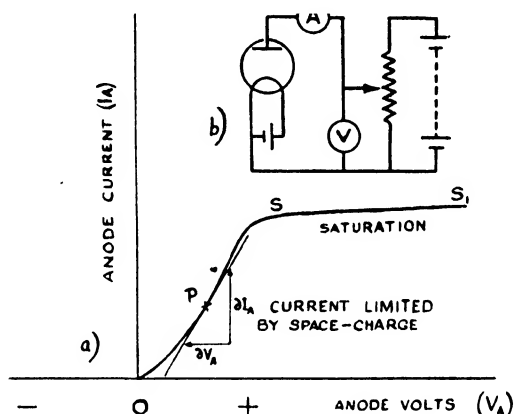 A
b)
V
ANODE CURRENT (IA)
S S1
SATURATION
P
∂IA CURRENT LIMITED
BY SPACE-CHARGE
a)
∂VA
− O + ANODE VOLTS (VA)